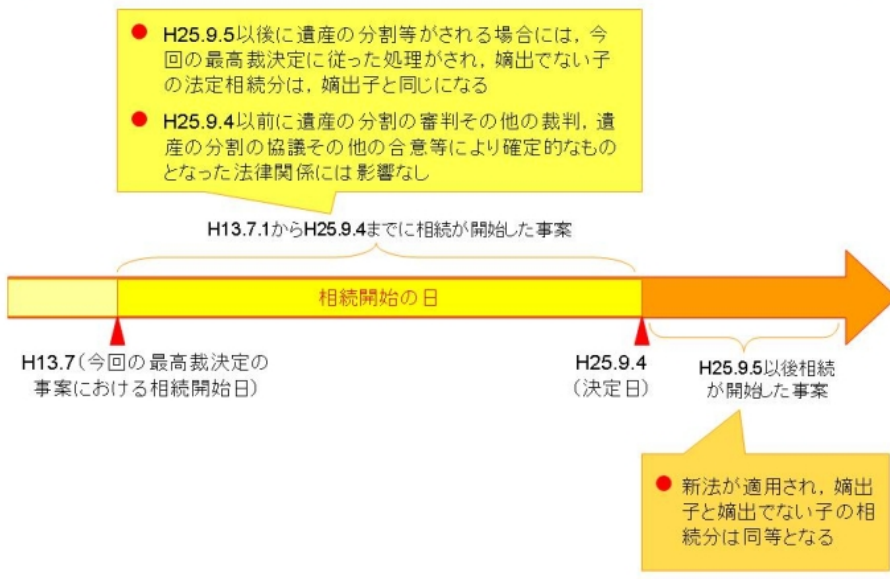 ● H25.9.5以後に遺産の分割等がされる場合には，今
回の最高裁決定に従った処理がされ，嫡出でない子
の法定相続分は，嫡出子と同じになる
● H25.9.4以前に遺産の分割の審判その他の裁判，遺
産の分割の協議その他の合意等により確定的なもの
となった法律関係には影響なし
H13.7.1からH25.9.4までに相続が開始した事案
相続開始の日
H13.7（今回の最高裁決定の
事案における相続開始日）
H25.9.4
（決定日）
H25.9.5以後相続
が開始した事案
● 新法が適用され，嫡出
子と嫡出でない子の相
続分は同等となる